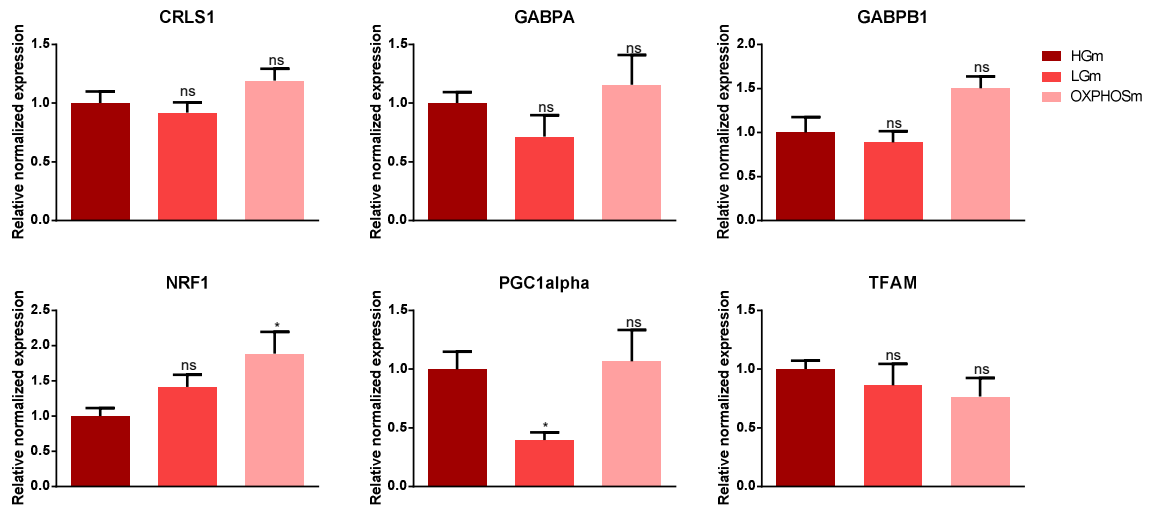 CRLS1
Relative normalized expression
1.5
1.0
0.5
0.0
ns
ns
GABPA
Relative normalized expression
1.5
1.0
0.5
0.0
ns
ns
GABPB1
Relative normalized expression
2.0
1.5
1.0
0.5
0.0
ns
ns
HGm
LGm
OXPHOSm
NRF1
Relative normalized expression
2.5
2.0
1.5
1.0
0.5
0.0
ns
*
PGC1alpha
Relative normalized expression
1.5
1.0
0.5
0.0
*
ns
TFAM
Relative normalized expression
1.5
1.0
0.5
0.0
ns
ns